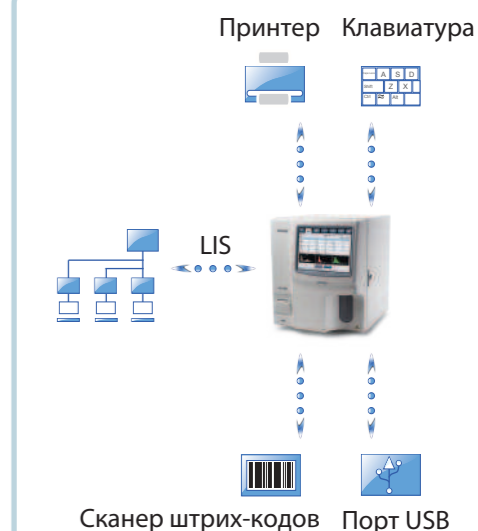 Принтер Клавиатура
A S D
Z X
LIS
Сканер штрих-кодов Порт USB